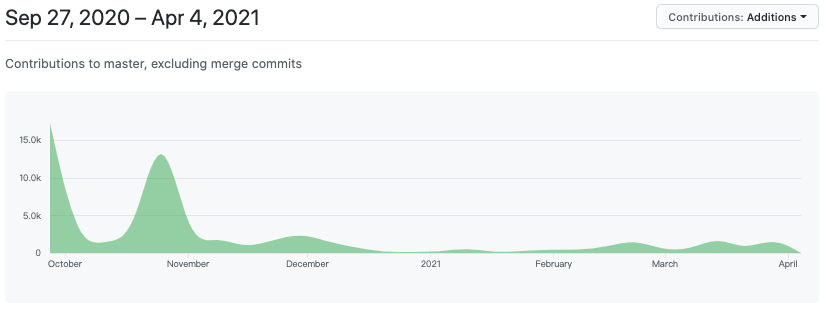 Sep 27, 2020 – Apr 4, 2021
Contributions: Additions
Contributions to master, excluding merge commits
15.0k
10.0k
5.0k
0
October November December 2021 February March April